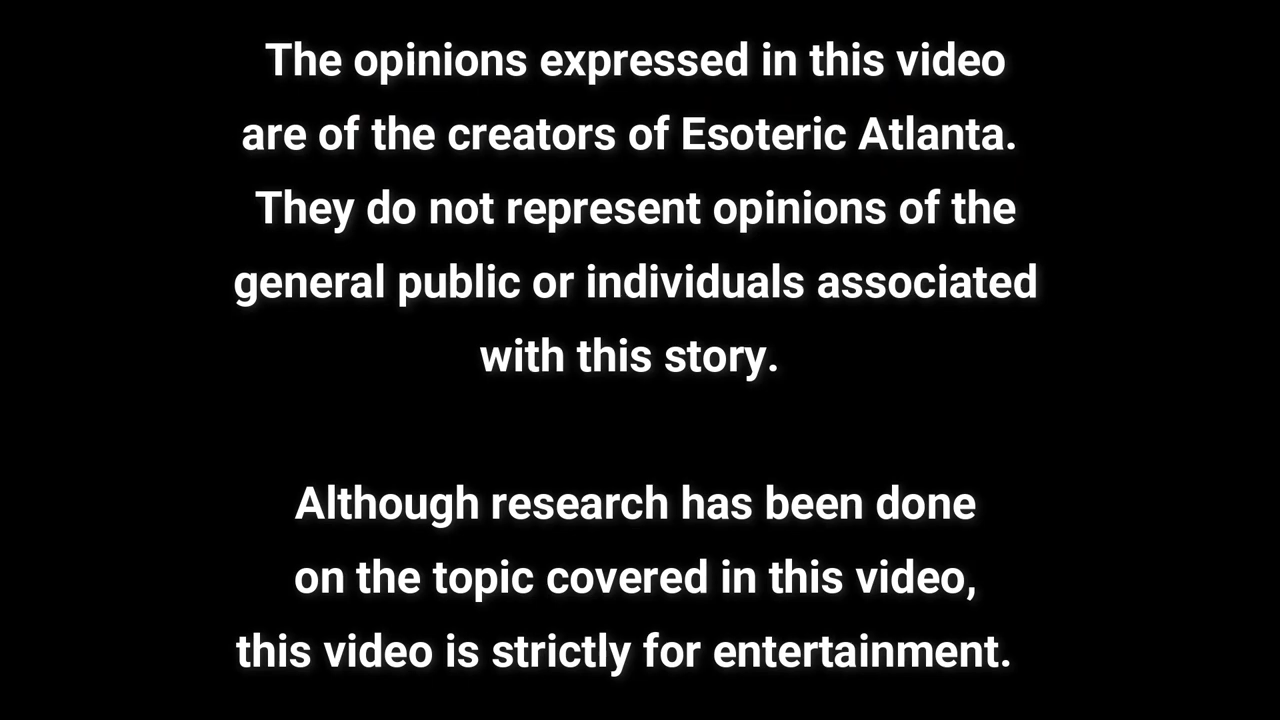 The opinions expressed in this video
are of the creators of Esoteric Atlanta.
They do not represent opinions of the
general public or individuals associated
with this story.
Although research has been done
on the topic covered in this video,
this video is strictly for entertainment.